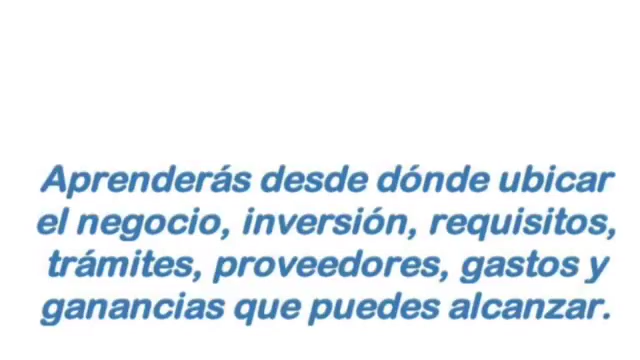 Aprenderás desde dónde ubicar
el negocio, inversión, requisitos,
trámites, proveedores, gastos y
ganancias que puedes alcanzar.